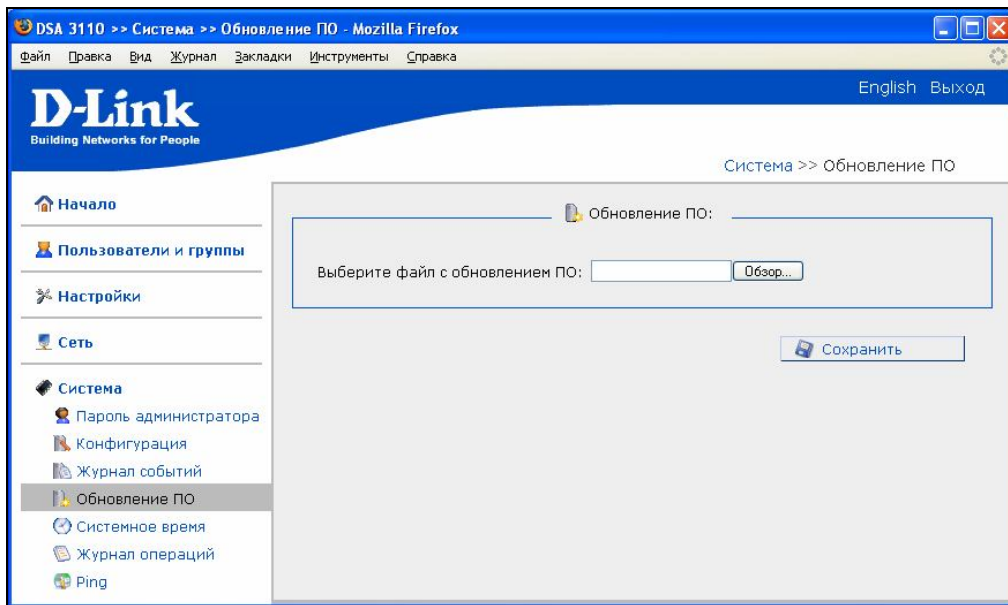 DSA 3110 >> Система >> Обновление ПО - Mozilla Firefox
Файл Правка Вид Журнал Закладки Инструменты Справка
English Выход
D-Link
Building Networks for People
Система >> Обновление ПО
Начало
Пользователи и группы
Настройки
Сеть
Система
Пароль администратора
Конфигурация
Журнал событий
Обновление ПО
Системное время
Журнал операций
Ping
Обновление ПО:
Выберите файл с обновлением ПО: Обзор...
Сохранить